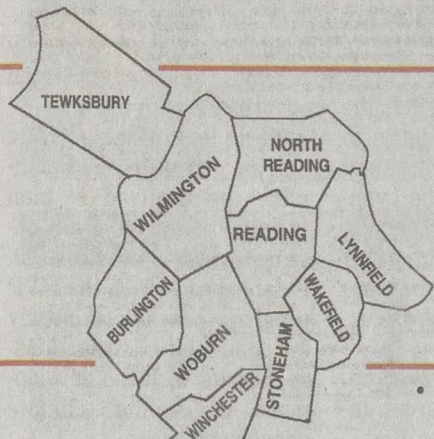 TEWKSBURY
NORTH
READING
WILMINGTON
READING
LYNNFIELD
BURLINGTON
WAKEFIELD
WOBURN
STONEHAM
WINCHESTER